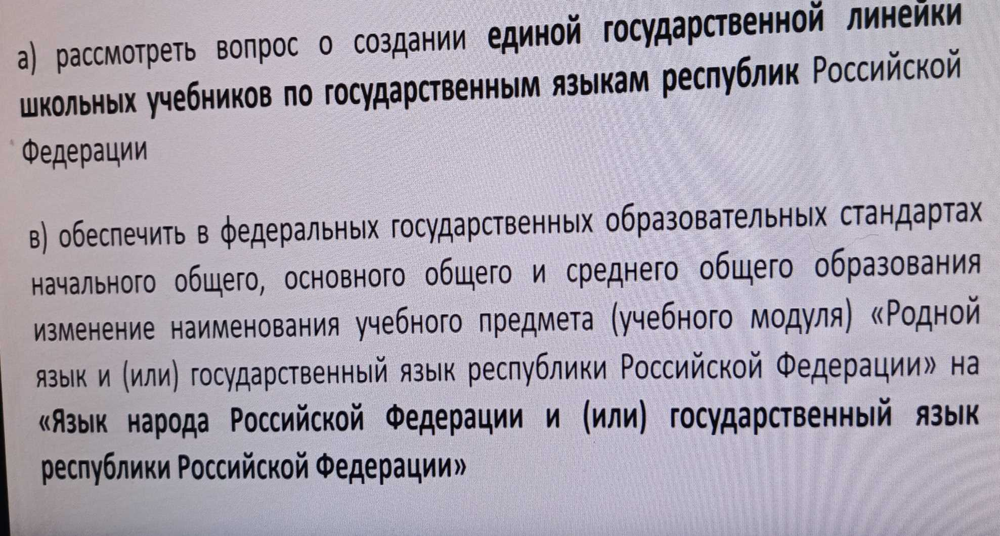 а) рассмотреть вопрос о создании единой государственной линейки
школьных учебников по государственным языкам республик Российской
Федерации
в) обеспечить в федеральных государственных образовательных стандартах
начального общего, основного общего и среднего общего образования
изменение наименования учебного предмета (учебного модуля) «Родной
язык и (или) государственный язык республики Российской Федерации» на
«Язык народа Российской Федерации и (или) государственный язык
республики Российской Федерации»